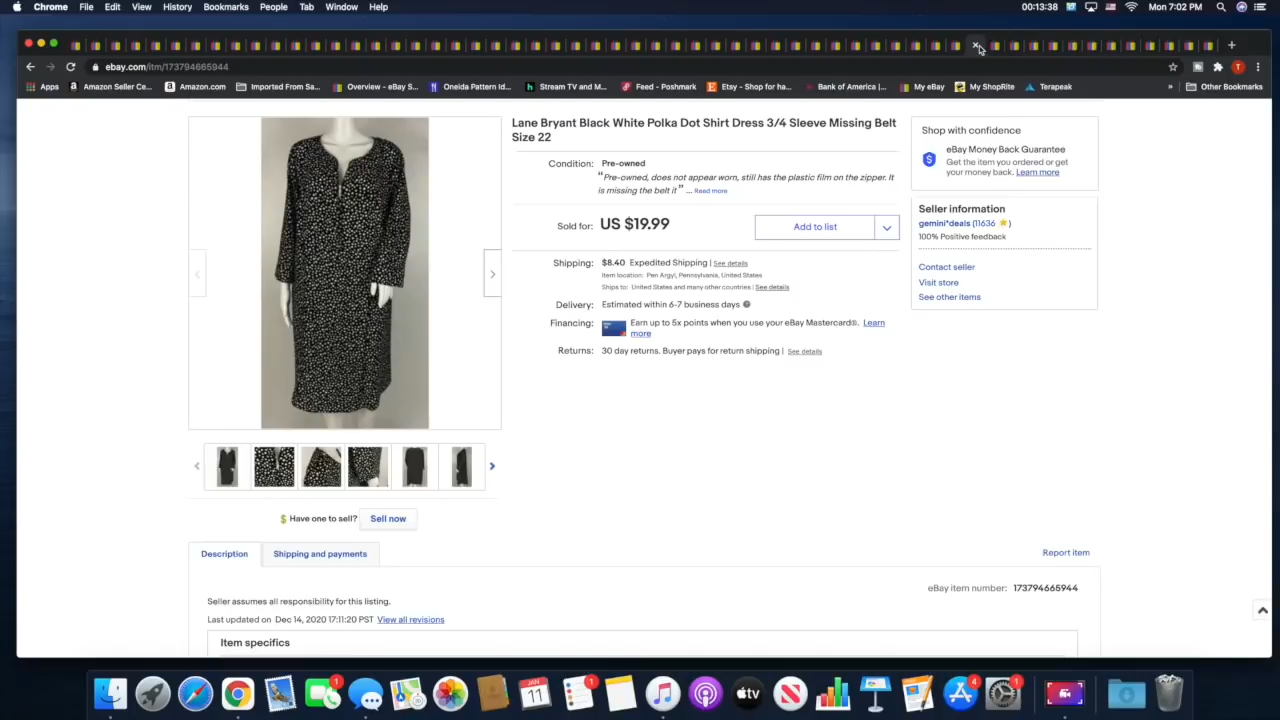 Chrome File Edit View History Bookmarks People Tab Window Help
00:13:38 Mon 7:02 PM
ebay.com/itm/173794665944
T
Apps Amazon Seller Ce... Amazon.com Imported From Sa... Overview – eBay S... Oneida Pattern Id... Stream TV and M... Feed - Poshmark Etsy - Shop for ha... Bank of America |... My eBay My ShopRite Terapeak » Other Bookmarks
Lane Bryant Black White Polka Dot Shirt Dress 3/4 Sleeve Missing Belt
Size 22
Condition: Pre-owned
“Pre-owned, does not appear worn, still has the plastic film on the zipper. It
is missing the belt it” ... Read more
Sold for: US $19.99
Add to list
Shipping: $8.40 Expedited Shipping | See details
Item location: Pen Argyl, Pennsylvania, United States
Ships to: United States and many other countries | See details
Delivery: Estimated within 6-7 business days
Financing: Earn up to 5x points when you use your eBay Mastercard®. Learn
more
Returns: 30 day returns. Buyer pays for return shipping | See details
Shop with confidence
eBay Money Back Guarantee
Get the item you ordered or get
your money back. Learn more
Seller information
gemini*deals (11636 )
100% Positive feedback
Contact seller
Visit store
See other items
Have one to sell? Sell now
Description Shipping and payments
Report item
eBay item number: 173794665944
Seller assumes all responsibility for this listing.
Last updated on Dec 14, 2020 17:11:20 PST View all revisions
Item specifics
1
JAN
11
1
tv
4
1